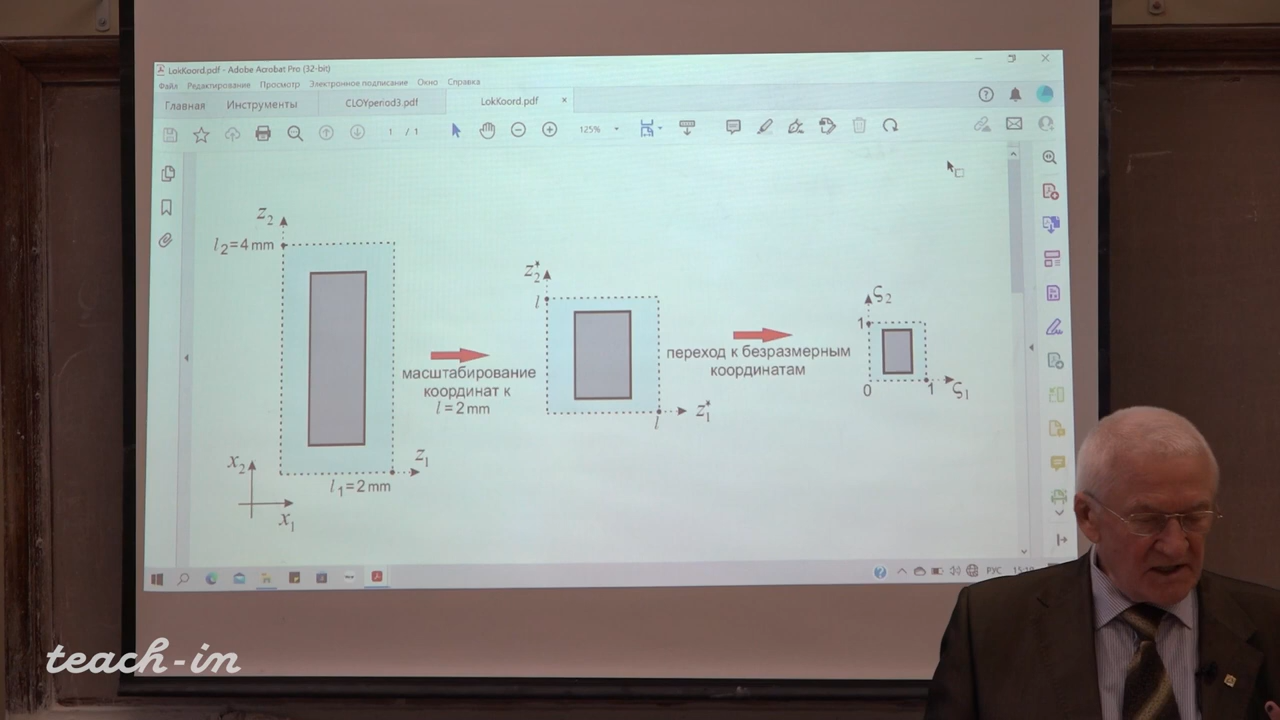 LokKoord.pdf - Adobe Acrobat Pro (32-bit)
Файл Редактирование Просмотр Электронное подписание Окно Справка
Главная Инструменты CLOYperiod3.pdf LokKoord.pdf ×
1 / 1 125%
z₂
l₂=4 mm
z₁
l₁=2 mm
x₂
x₁
масштабирование
координат к
l = 2 mm
z₂*
l
z₁*
l
переход к безразмерным
координатам
ς₂
1
0
1
ς₁
РУС
teach-in